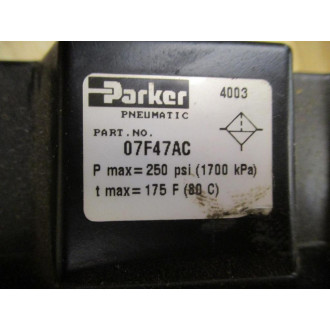 Parker 4003
PNEUMATIC
PART.NO.
07F47AC
P max= 250 psi (1700 kPa)
t max= 175 F (80 C)